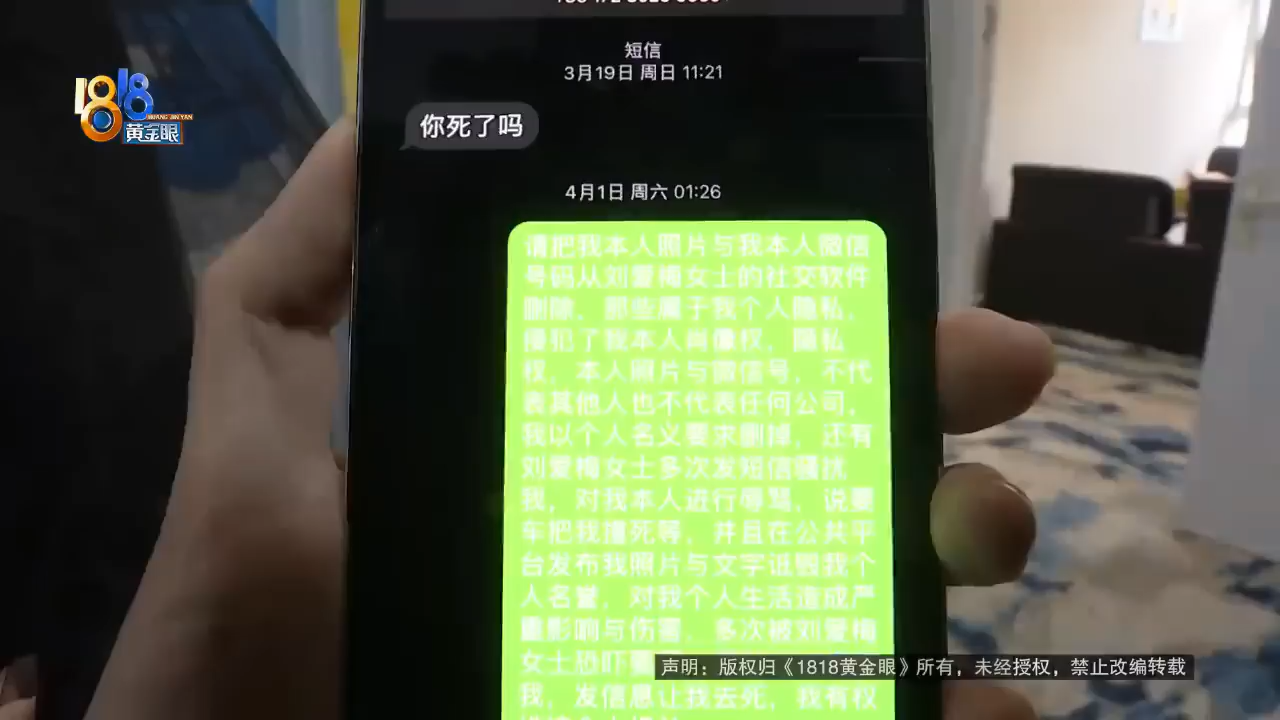 短信
3月19日 周日 11:21
1818
HUANG JIN YAN
黄金眼
你死了吗
4月1日 周六 01:26
请把我本人照片与我本人微信
号码从刘爱梅女士的社交软件
删除，那些属于我个人隐私，
侵犯了我本人肖像权，隐私
权，本人照片与微信号，不代
表其他人也不代表任何公司，
我以个人名义要求删掉，还有
刘爱梅女士多次发短信骚扰
我，对我本人进行辱骂，说要
车把我撞死等，并且在公共平
台发布我照片与文字诋毁我个
人名誉，对我个人生活造成严
重影响与伤害，多次被刘爱梅
女士恐吓要
我，发信息让我去死，我有权
声明：版权归《1818黄金眼》所有，未经授权，禁止改编转载